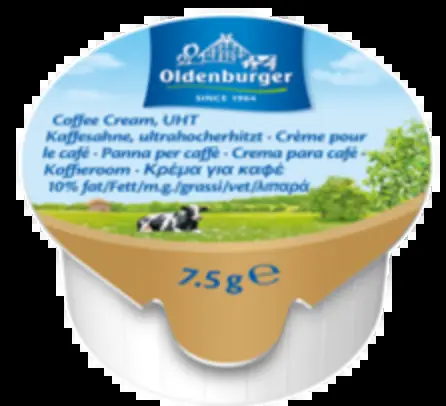 Oldenburger
SINCE 1964
Coffee Cream, UHT
Kaffesahne, ultrahocherhitzt · Crème pour
le café · Panna per caffè · Crema para café ·
Koffieroom · Κρέμα για καφέ
10% fat/Fett/m.g./grassi/vet/λιπαρά
7.5 g ℮